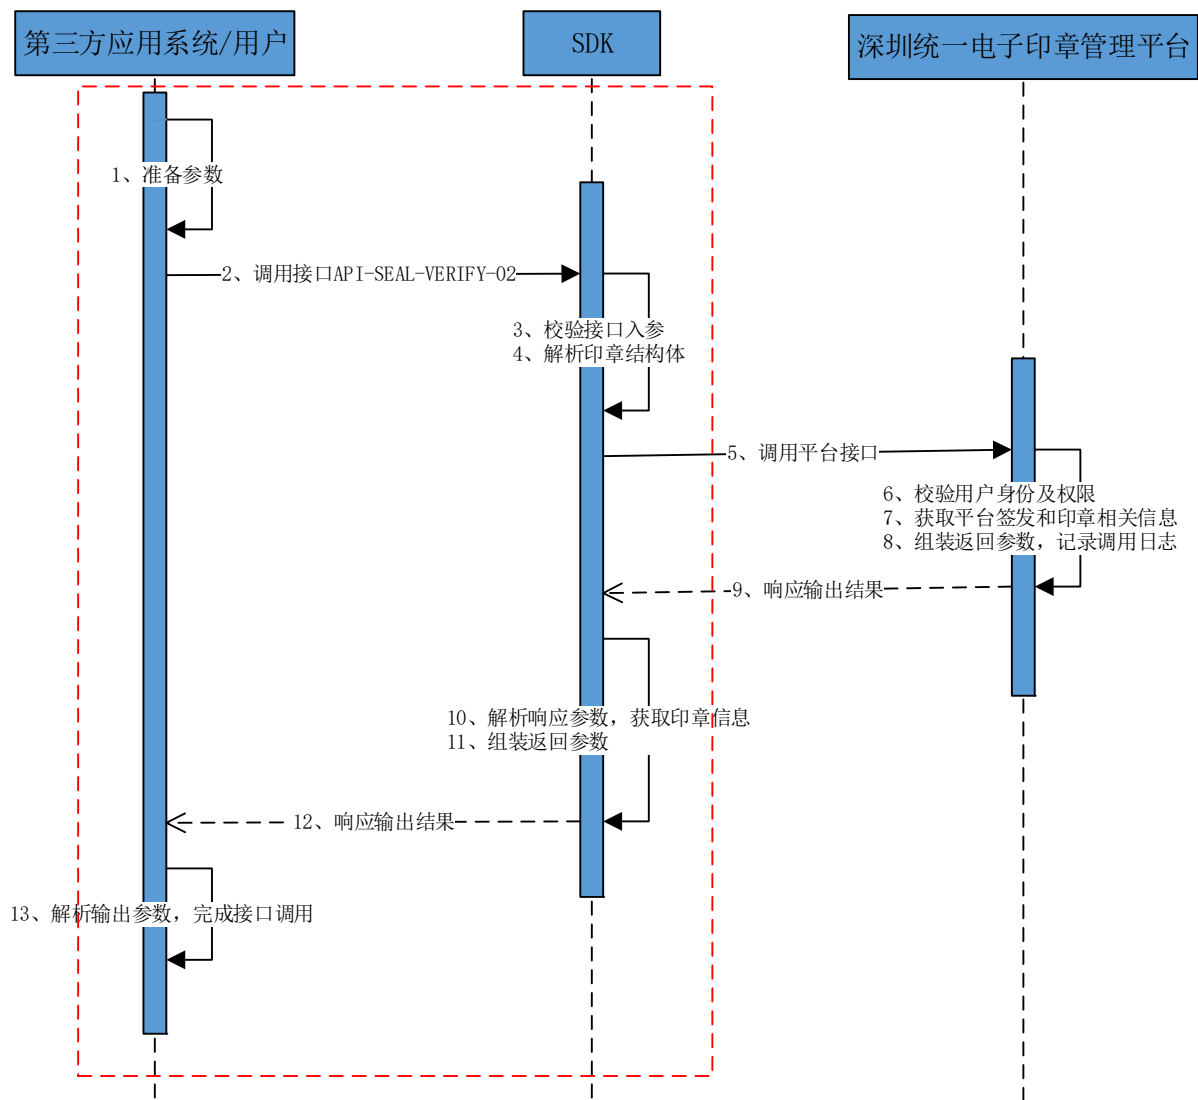 第三方应用系统/用户
SDK
深圳统一电子印章管理平台
1、准备参数
2、调用接口API-SEAL-VERIFY-02
3、校验接口入参
4、解析印章结构体
5、调用平台接口
6、校验用户身份及权限
7、获取平台签发和印章相关信息
8、组装返回参数，记录调用日志
9、响应输出结果
10、解析响应参数，获取印章信息
11、组装返回参数
12、响应输出结果
13、解析输出参数，完成接口调用